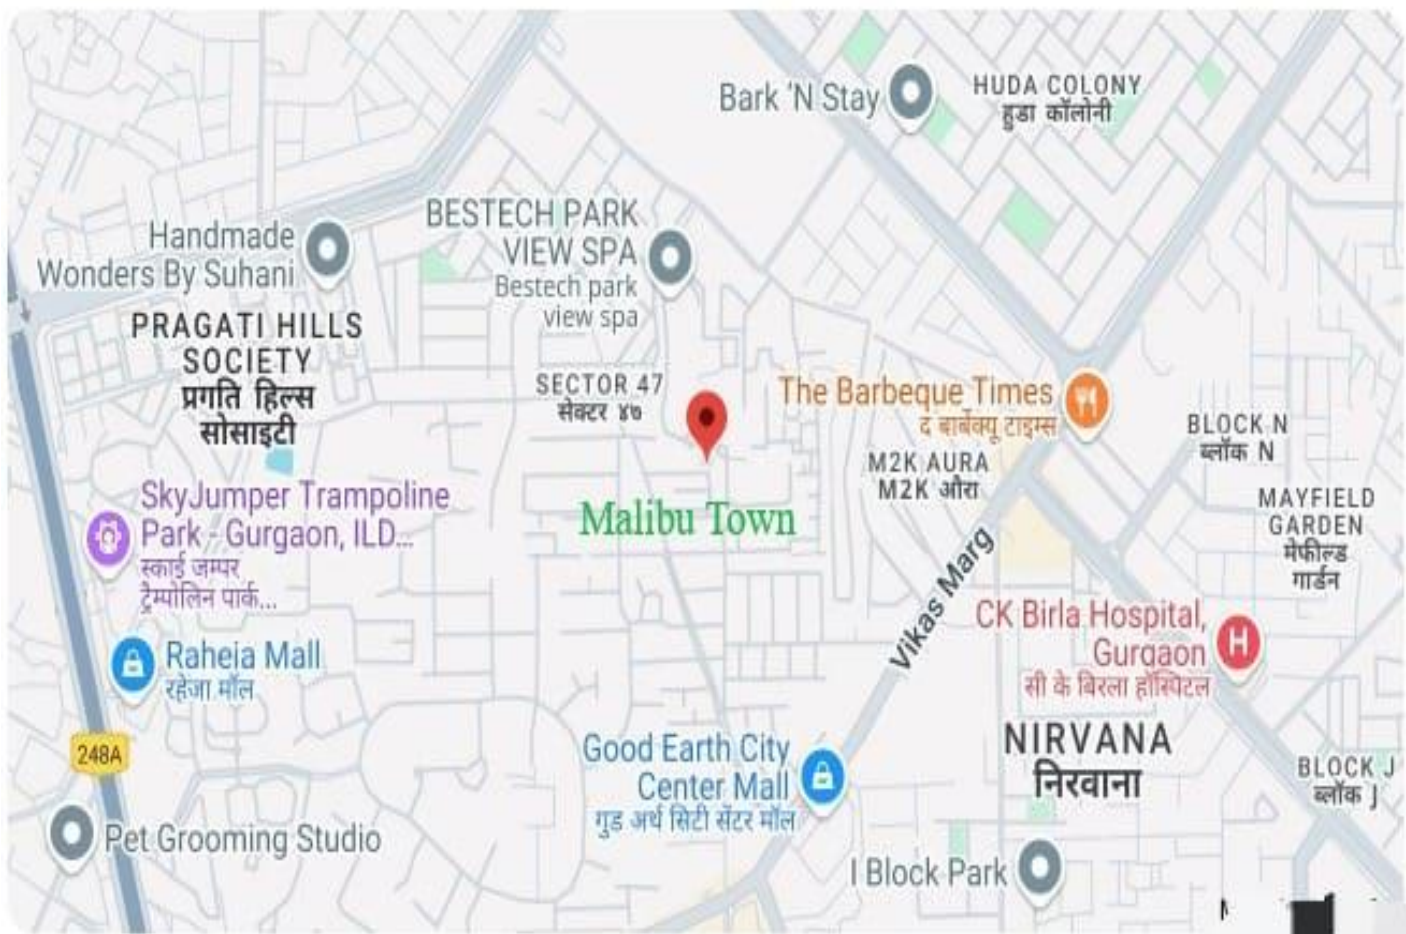 Bark 'N Stay
HUDA COLONY
हुडा कॉलोनी
BESTECH PARK
VIEW SPA
Bestech park
view spa
Handmade
Wonders By Suhani
PRAGATI HILLS
SOCIETY
प्रगति हिल्स
सोसाइटी
SECTOR 47
सेक्टर ४७
The Barbeque Times
द बार्बेक्यू टाइम्स
BLOCK N
ब्लॉक N
M2K AURA
M2K औरा
MAYFIELD
GARDEN
मेफील्ड
गार्डन
SkyJumper Trampoline
Park - Gurgaon, ILD...
स्काई जम्पर
ट्रैम्पोलिन पार्क...
Malibu Town
Vikas Marg
CK Birla Hospital,
Gurgaon
सी के बिरला हॉस्पिटल
Raheia Mall
रहेजा मॉल
NIRVANA
निरवाना
248A
Good Earth City
Center Mall
गुड अर्थ सिटी सेंटर मॉल
BLOCK J
ब्लॉक J
Pet Grooming Studio
I Block Park